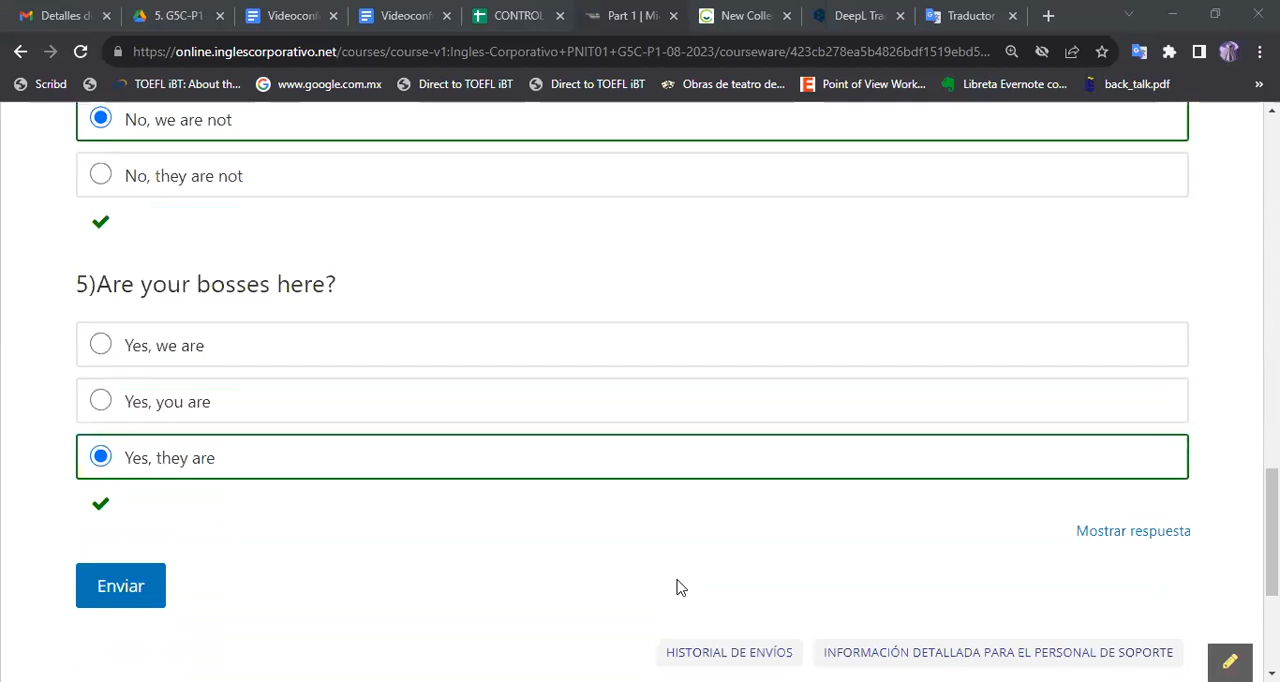 Detalles d
5. G5C-P1
Videoconf
Videoconf
CONTROL
Part 1 | Mi
New Colle
DeepL Tra
Traductor
https://online.inglescorporativo.net/courses/course-v1:Ingles-Corporativo+PNIT01+G5C-P1-08-2023/courseware/423cb278ea5b4826bdf1519ebd5...
Scribd
TOEFL iBT: About th...
www.google.com.mx
Direct to TOEFL iBT
Direct to TOEFL iBT
Obras de teatro de...
Point of View Work...
Libreta Evernote co...
back_talk.pdf
»
No, we are not
No, they are not
5)Are your bosses here?
Yes, we are
Yes, you are
Yes, they are
Mostrar respuesta
Enviar
HISTORIAL DE ENVÍOS
INFORMACIÓN DETALLADA PARA EL PERSONAL DE SOPORTE